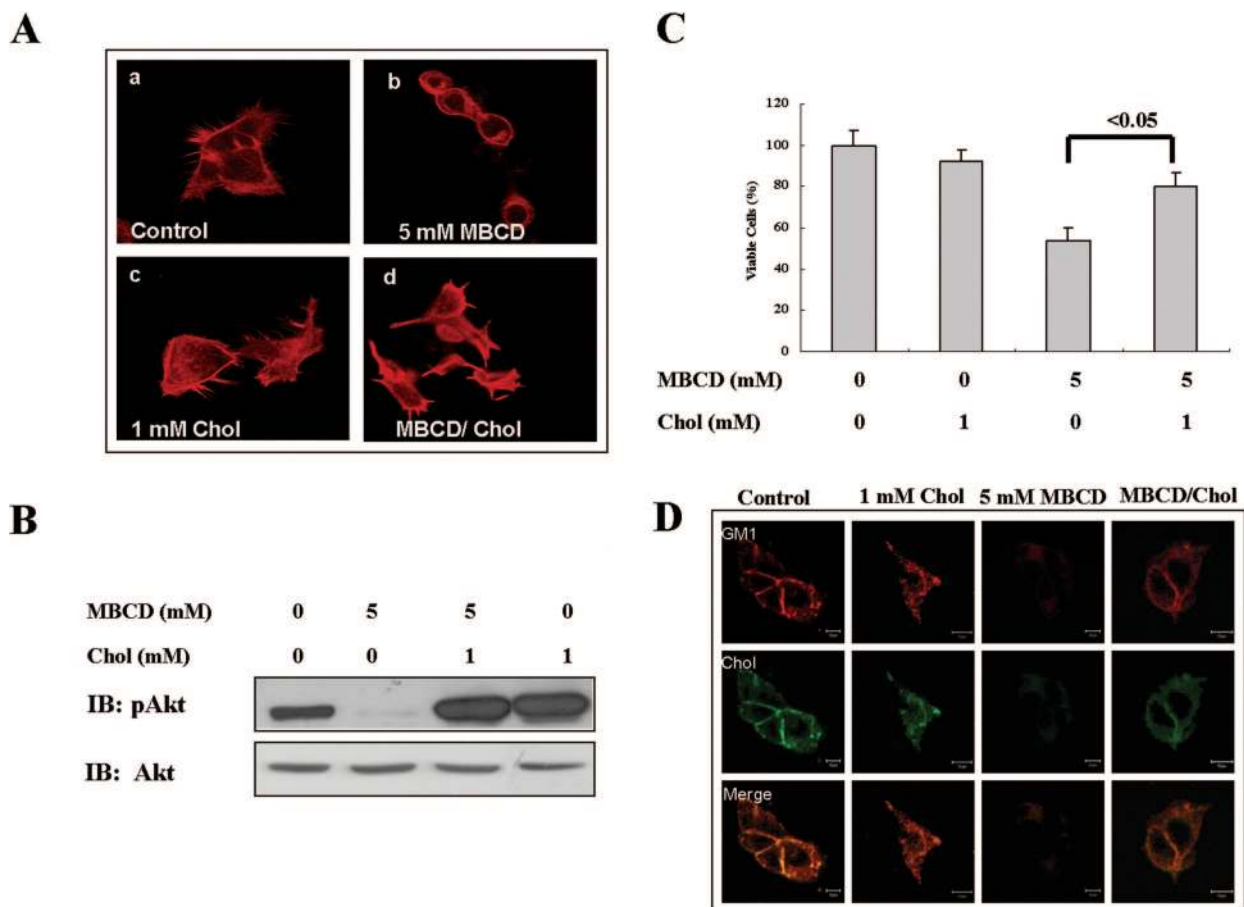 A
a
Control
b
5 mM MBCD
c
1 mM Chol
d
MBCD/ Chol
B
MBCD (mM) 0 5 5 0
Chol (mM) 0 0 1 1
IB: pAkt
IB: Akt
C
<0.05
Viable Cells (%)
120
100
80
60
40
20
0
MBCD (mM) 0 0 5 5
Chol (mM) 0 1 0 1
D
Control 1 mM Chol 5 mM MBCD MBCD/Chol
GM1
Chol
Merge